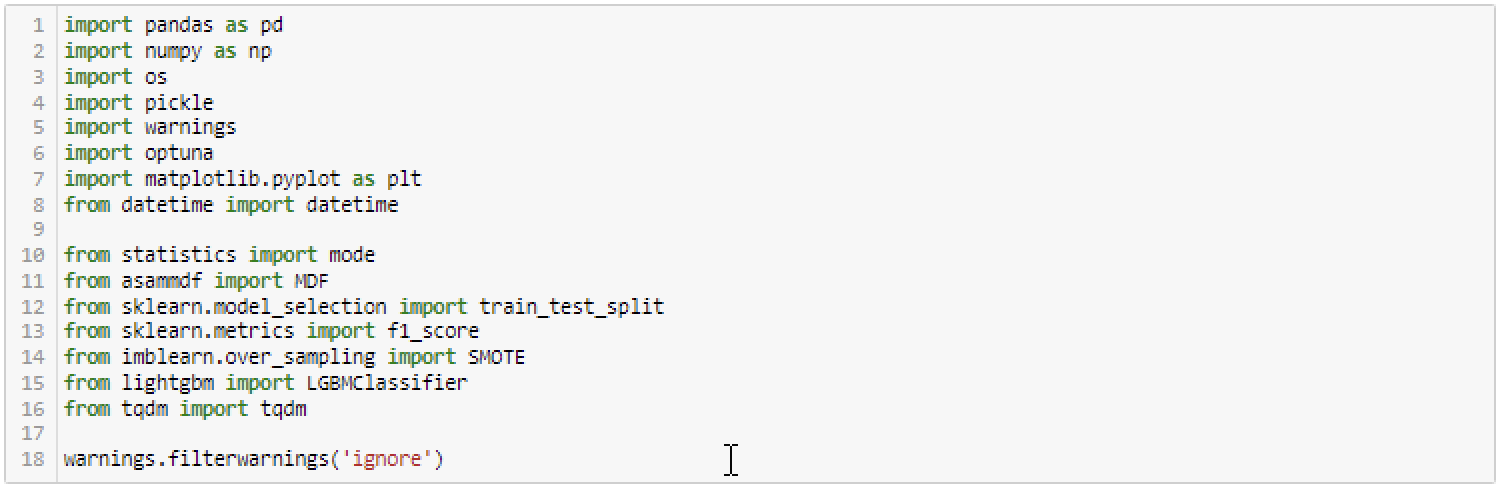 1 import pandas as pd
2 import numpy as np
3 import os
4 import pickle
5 import warnings
6 import optuna
7 import matplotlib.pyplot as plt
8 from datetime import datetime
9
10 from statistics import mode
11 from asammdf import MDF
12 from sklearn.model_selection import train_test_split
13 from sklearn.metrics import f1_score
14 from imblearn.over_sampling import SMOTE
15 from lightgbm import LGBMClassifier
16 from tqdm import tqdm
17
18 warnings.filterwarnings('ignore')